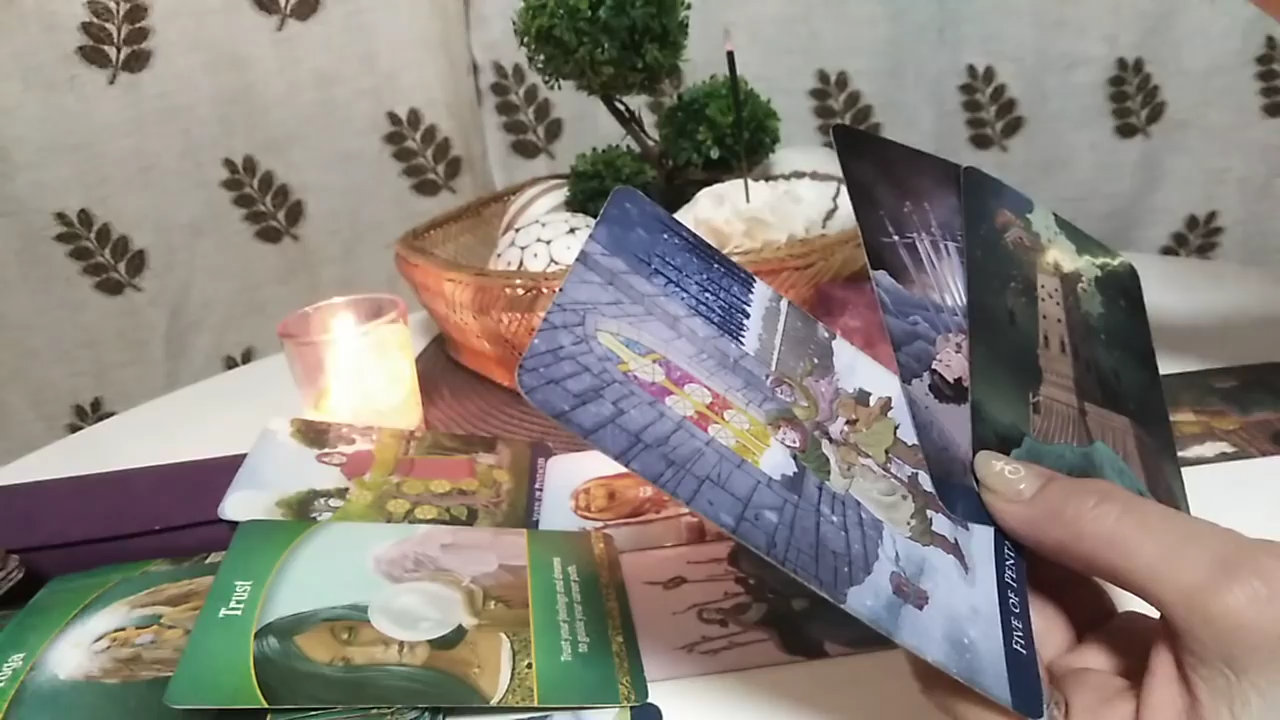 Trust
Trust your feelings and dreams
to guide your career path.
FIVE OF PENT